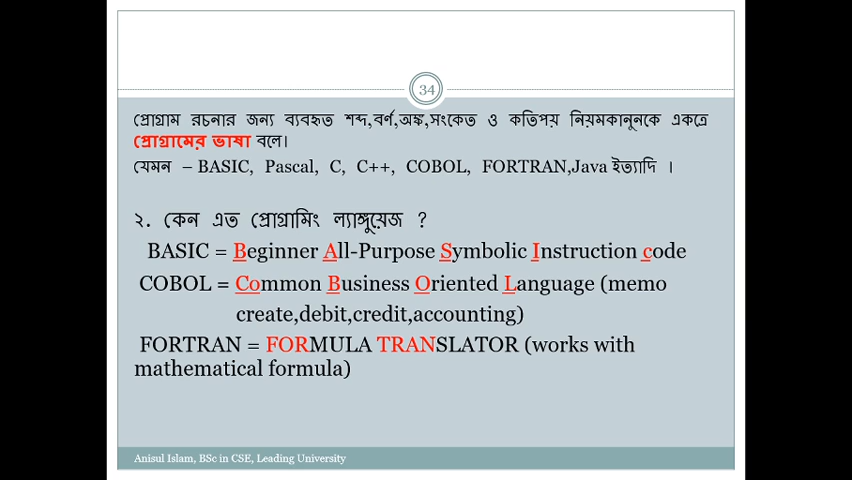 34
প্রোগ্রাম রচনার জন্য ব্যবহৃত শব্দ,বর্ণ,অঙ্ক,সংকেত ও কতিপয় নিয়মকানুনকে একত্রে
প্রোগ্রামের ভাষা বলে।
যেমন – BASIC, Pascal, C, C++, COBOL, FORTRAN,Java ইত্যাদি ।
২. কেন এত প্রোগ্রামিং ল্যাঙ্গুয়েজ ?
BASIC = Beginner All-Purpose Symbolic Instruction code
COBOL = Common Business Oriented Language (memo
create,debit,credit,accounting)
FORTRAN = FORMULA TRANSLATOR (works with
mathematical formula)
Anisul Islam, BSc in CSE, Leading University